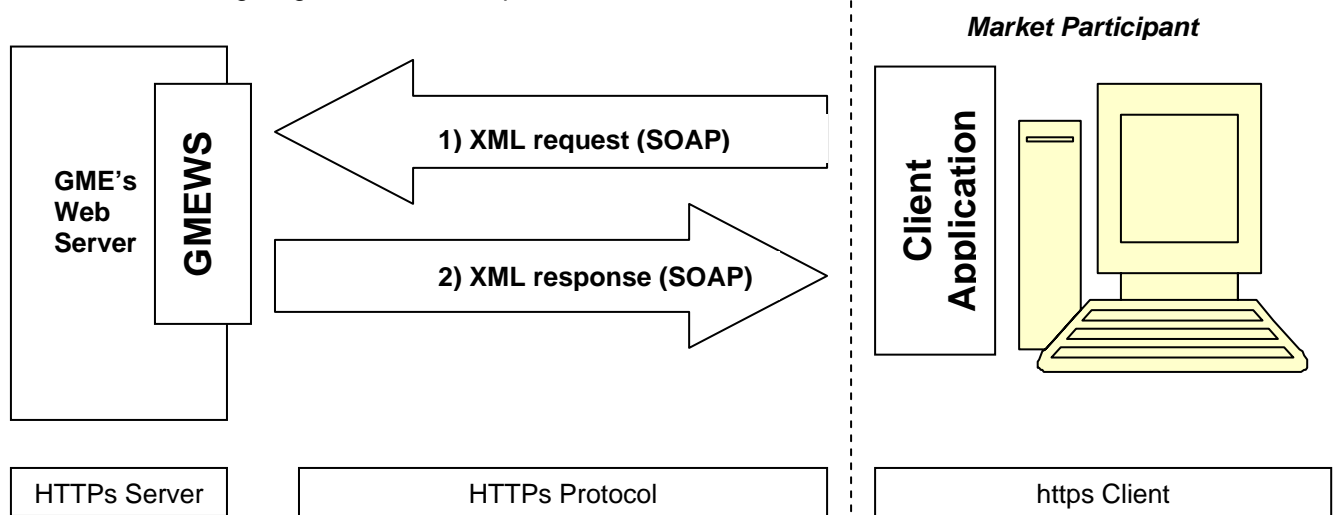 Market Participant
1) XML request (SOAP)
GME's
Web
Server
GMEWS
Client
Application
2) XML response (SOAP)
HTTPs Server
HTTPs Protocol
https Client